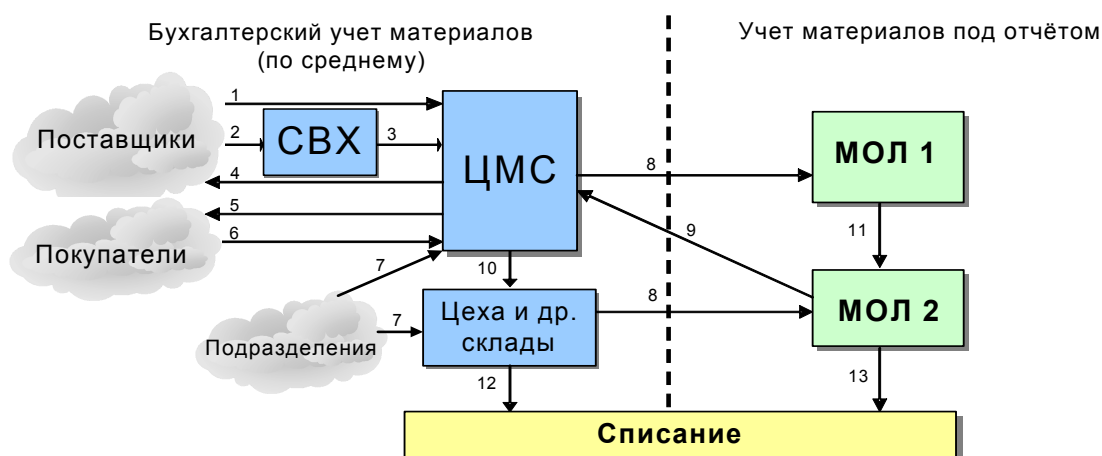 Бухгалтерский учет материалов
(по среднему)
Учет материалов под отчётом
1
Поставщики
2
СВХ
3
ЦМС
4
5
6
Покупатели
7
8
МОЛ 1
9
11
10
7
Подразделения
Цеха и др.
склады
8
МОЛ 2
12
13
Списание